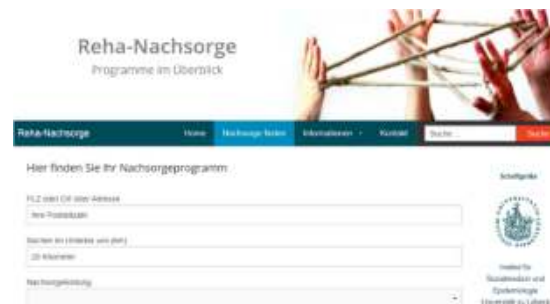 Reha-Nachsorge
Programme im Überblick
Reha-Nachsorge Home Nachsorge finden Informationen Kontakt Suche ... Suche
Hier finden Sie Ihr Nachsorgeprogramm
Schriftgröße
PLZ oder Ort oder Adresse
Ihre Postleitzahl
Suchen im Umkreis von (km)
20 Kilometer
Nachsorgeleistung
Institut für
Sozialmedizin und
Epidemiologie
Universität zu Lübeck